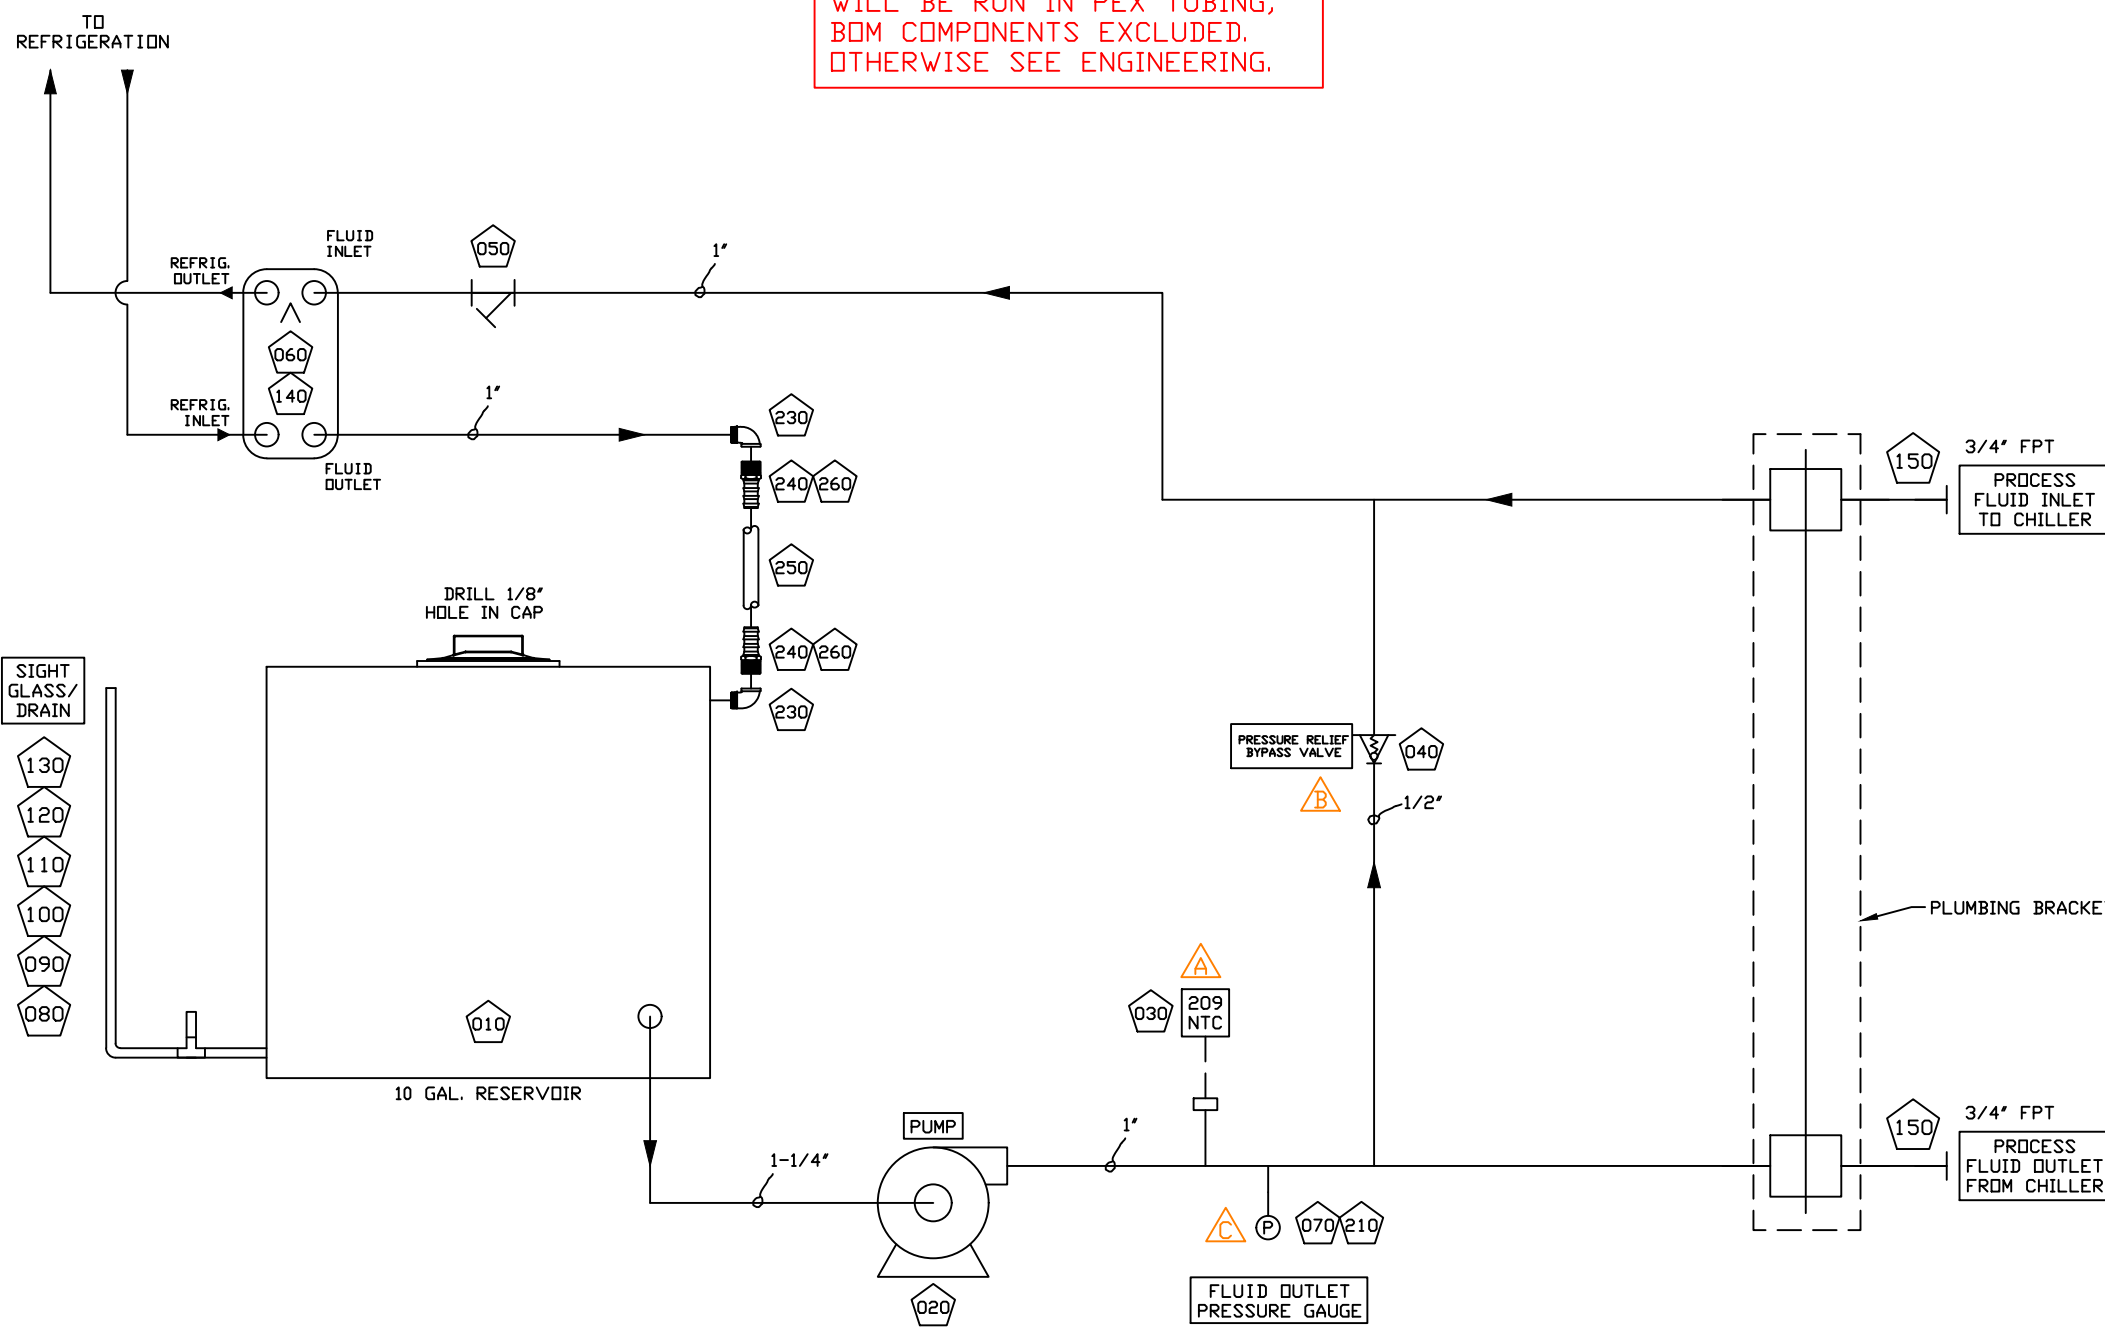 WILL BE RUN IN PEX TUBING,
BOM COMPONENTS EXCLUDED.
OTHERWISE SEE ENGINEERING.
TO
REFRIGERATION
FLUID
INLET
REFRIG.
OUTLET
050
1"
060
140
REFRIG.
INLET
FLUID
OUTLET
1"
230
240
260
250
240
260
230
150
3/4" FPT
PROCESS
FLUID INLET
TO CHILLER
DRILL 1/8"
HOLE IN CAP
SIGHT
GLASS/
DRAIN
130
120
110
100
090
080
010
10 GAL. RESERVOIR
PRESSURE RELIEF
BYPASS VALVE
040
B
1/2"
PLUMBING
A
030
209
NTC
PUMP
1-1/4"
1"
020
C
P
070
210
FLUID OUTLET
PRESSURE GAUGE
150
3/4" FPT
PROCESS
FLUID OUTLET
FROM CHILLER